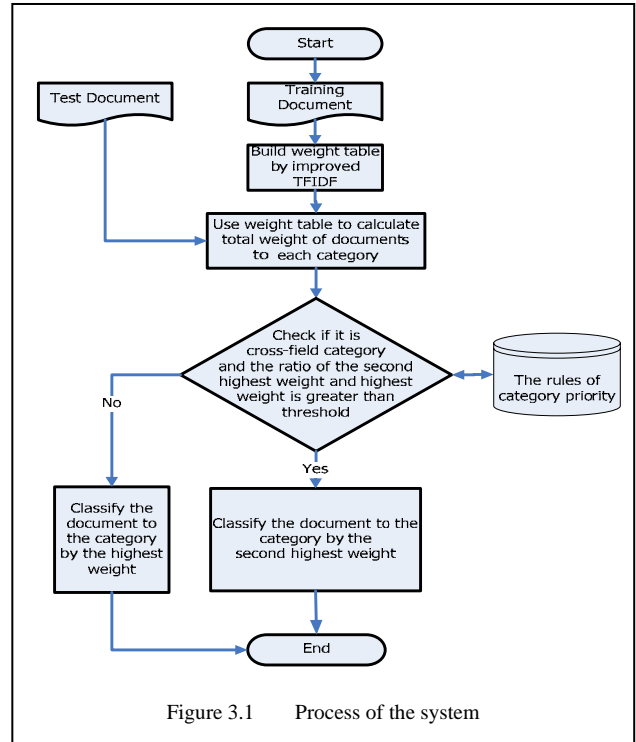 Start
Test Document
Training
Document
Build weight table
by improved
TFIDF
Use weight table to calculate
total weight of documents
to each category
Check if it is
cross-field category
and the ratio of the second
highest weight and highest
weight is greater than
threshold
The rules of
category priority
No
Yes
Classify the
document to
the category
by the highest
weight
Classify the document to the
category by the
second highest weight
End
Figure 3.1 Process of the system